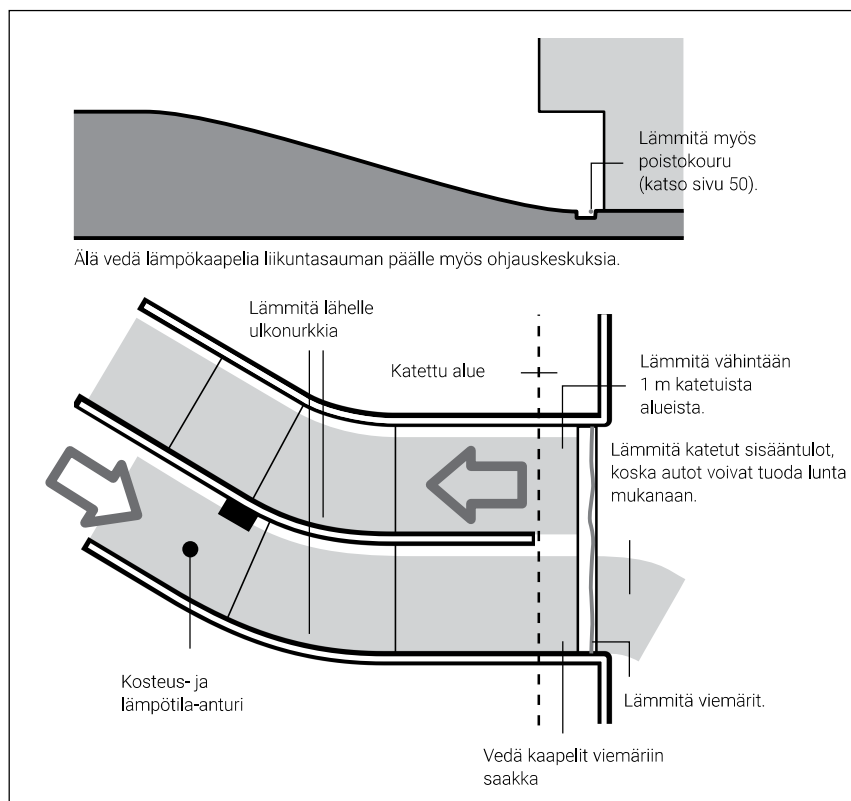 Lämmitä myös
poistokouru
(katso sivu 50).
Älä vedä lämpökaapelia liikuntasauman päälle myös ohjauskeskuksia.
Lämmitä lähelle
ulkonurkkia
Katettu alue
Lämmitä vähintään
1 m katetuista
alueista.
Lämmitä katetut sisääntulot,
koska autot voivat tuoda lunta
mukanaan.
Kosteus- ja
lämpötila-anturi
Lämmitä viemärit.
Vedä kaapelit viemäriin
saakka